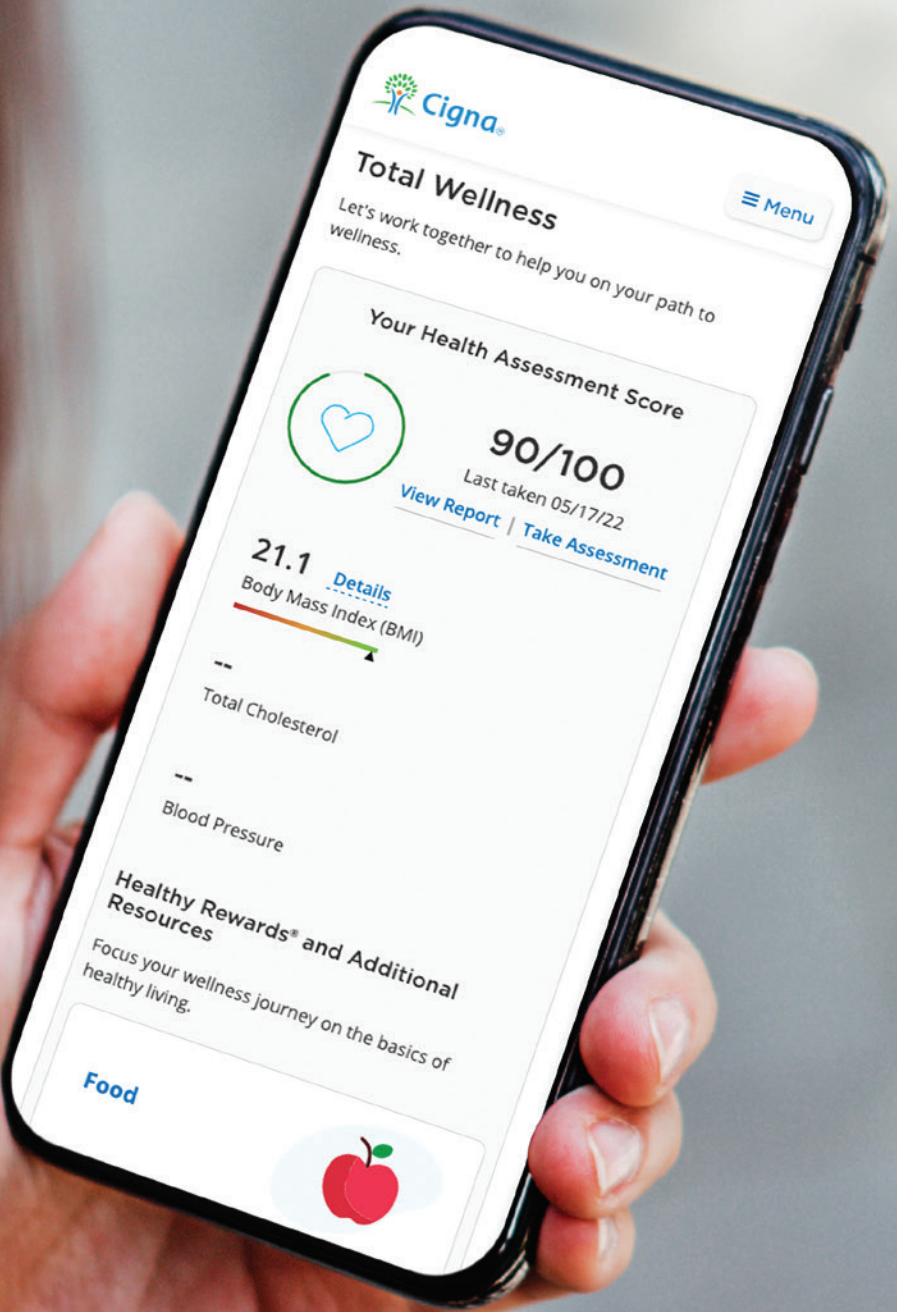 Cigna®
☰ Menu
Total Wellness
Let's work together to help you on your path to
wellness.
Your Health Assessment Score
90/100
Last taken 05/17/22
View Report | Take Assessment
21.1 Details
Body Mass Index (BMI)
--
Total Cholesterol
--
Blood Pressure
Healthy Rewards® and Additional
Resources
Focus your wellness journey on the basics of
healthy living.
Food